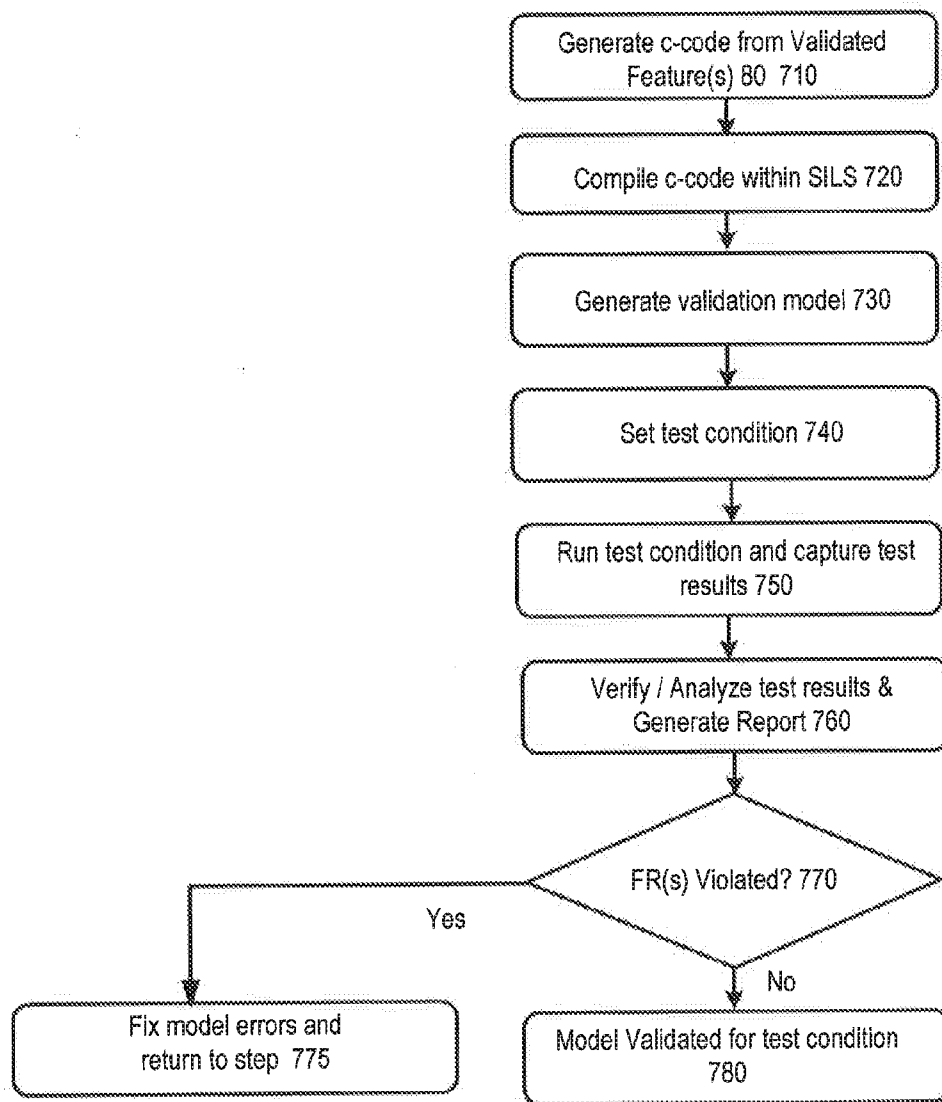 Generate c-code from Validated
Feature(s) 80 710
Compile c-code within SILS 720
Generate validation model 730
Set test condition 740
Run test condition and capture test
results 750
Verify / Analyze test results &
Generate Report 760
FR(s) Violated? 770
Yes
No
Fix model errors and
return to step 775
Model Validated for test condition
780